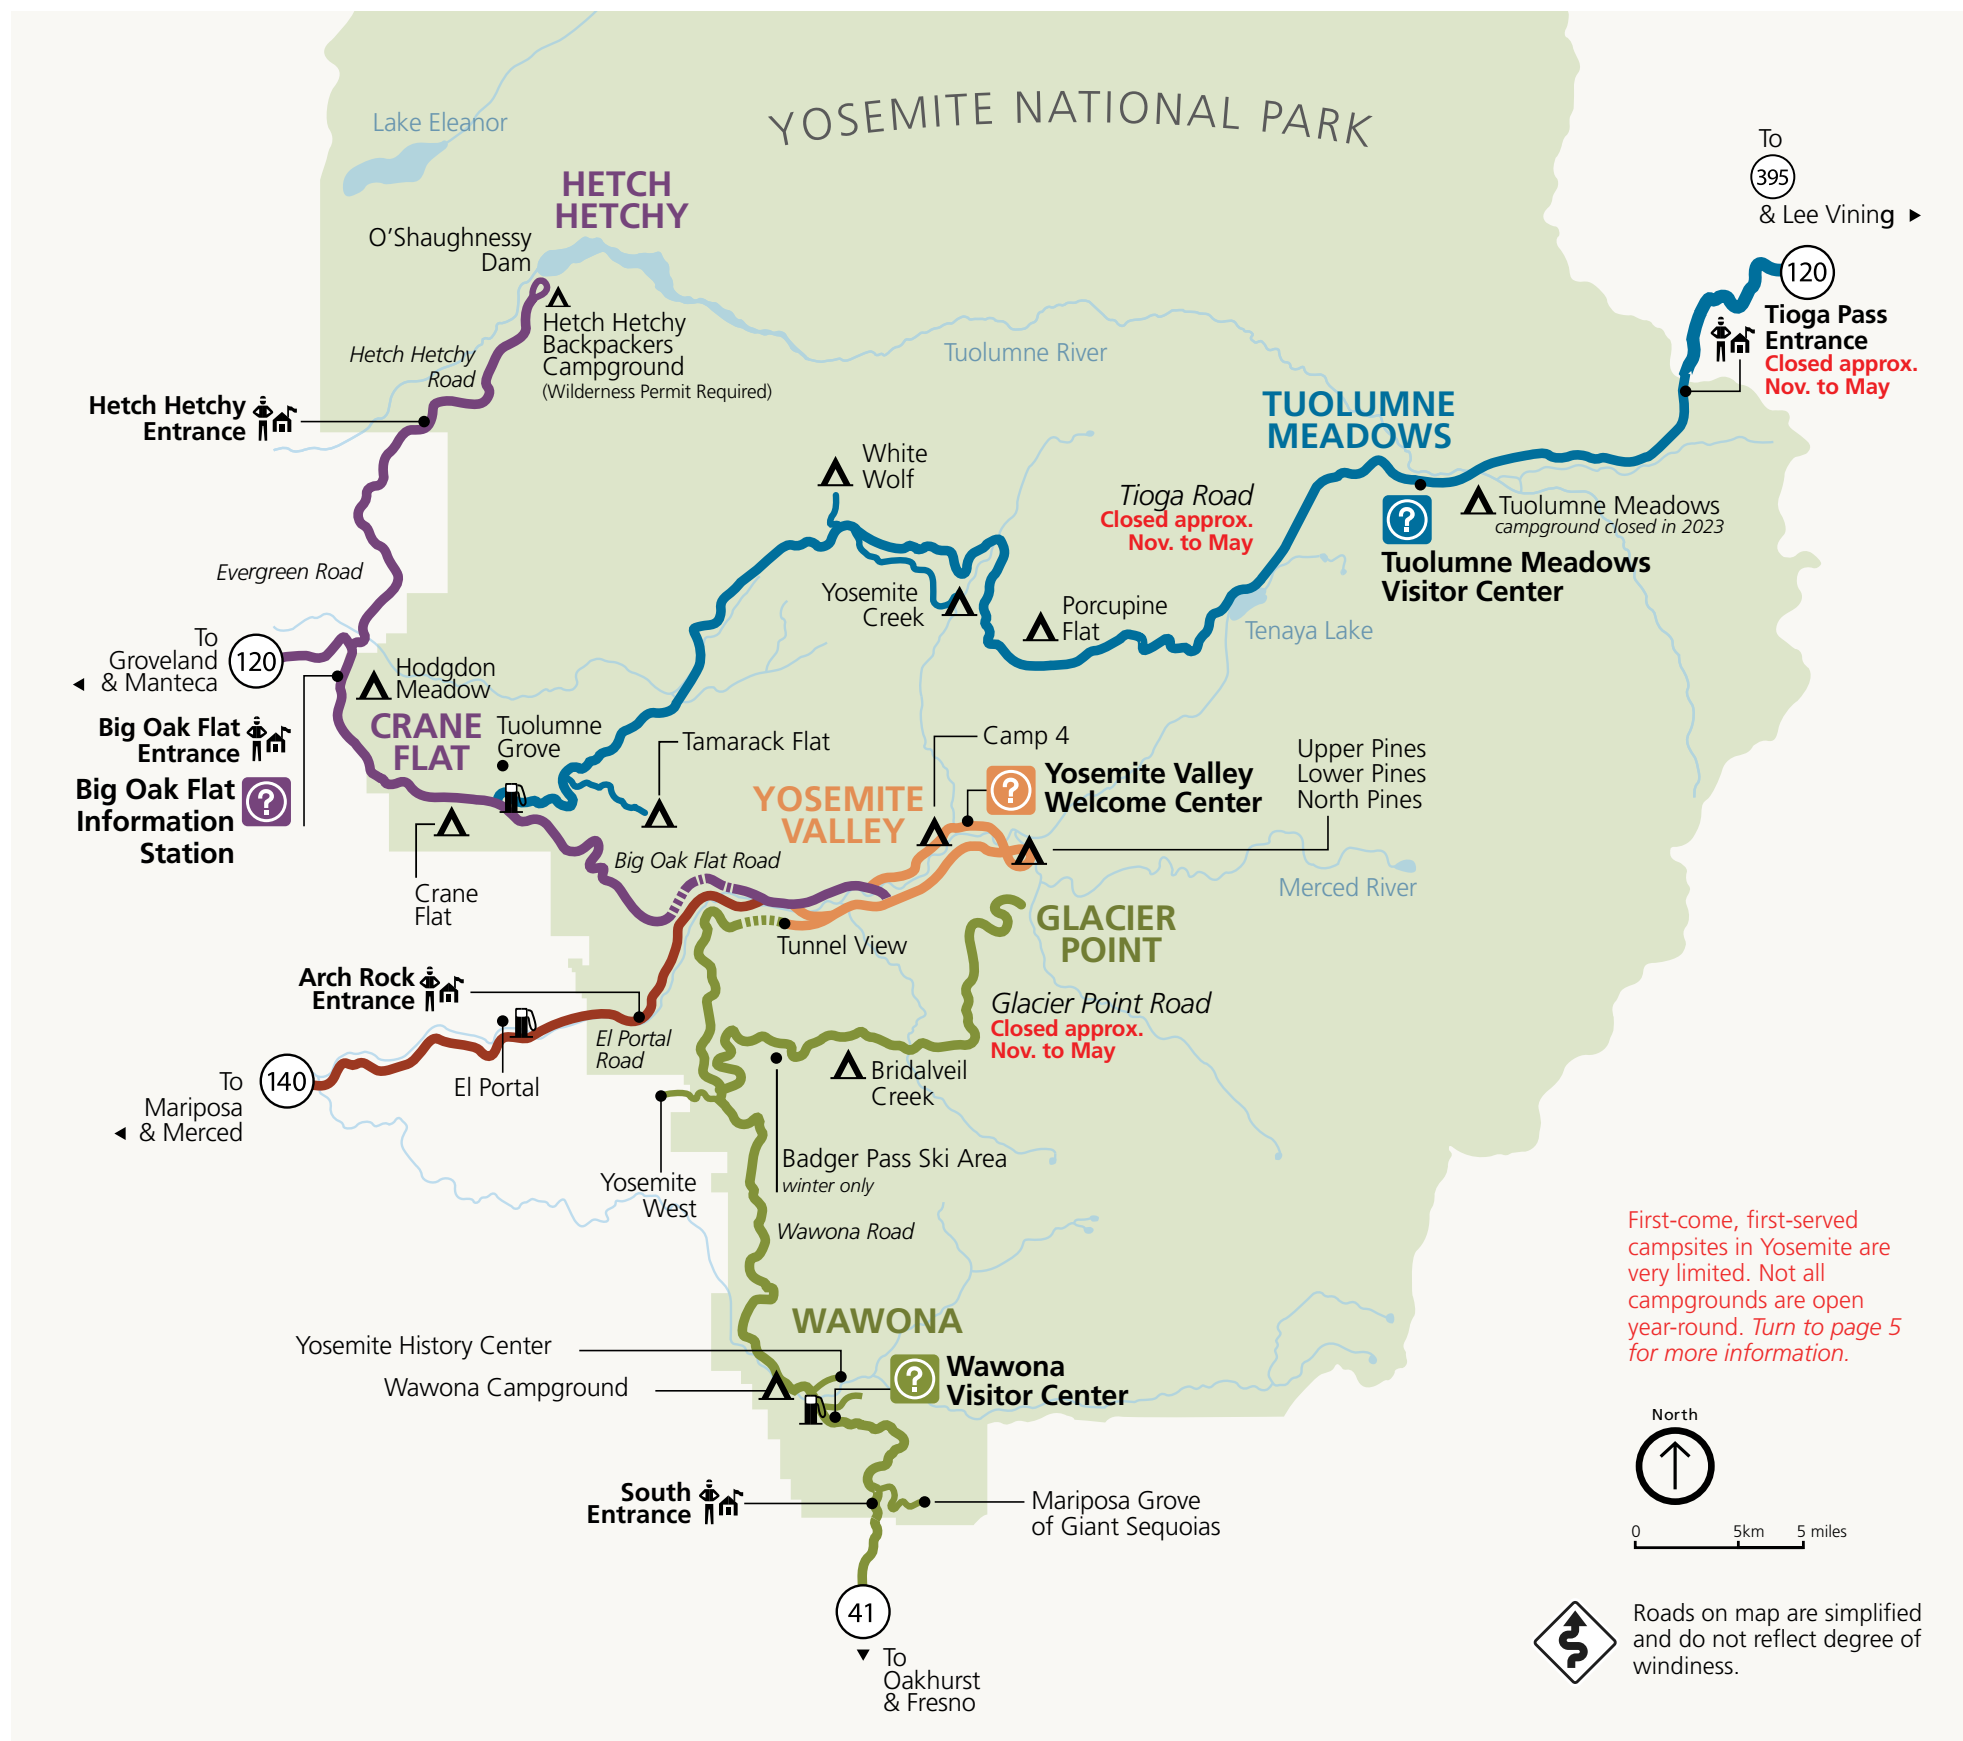 YOSEMITE NATIONAL PARK
Lake Eleanor
To
395
& Lee Vining
HETCH
HETCHY
O'Shaughnessy
Dam
120
Tioga Pass
Entrance
Closed approx.
Nov. to May
Hetch Hetchy
Backpackers
Campground
(Wilderness Permit Required)
Hetch Hetchy
Road
Tuolumne River
Hetch Hetchy
Entrance
TUOLUMNE
MEADOWS
White
Wolf
Tioga Road
Closed approx.
Nov. to May
Tuolumne Meadows
campground closed in 2023
?
Tuolumne Meadows
Visitor Center
Evergreen Road
Yosemite
Creek
Porcupine
Flat
Tenaya Lake
To
Groveland
& Manteca
120
Hodgdon
Meadow
Big Oak Flat
Entrance
CRANE
FLAT
Tuolumne
Grove
Tamarack Flat
Camp 4
Upper Pines
Lower Pines
North Pines
Big Oak Flat
Information
Station
?
YOSEMITE
VALLEY
?
Yosemite Valley
Welcome Center
Big Oak Flat Road
Merced River
Crane
Flat
Tunnel View
GLACIER
POINT
Arch Rock
Entrance
Glacier Point Road
Closed approx.
Nov. to May
El Portal
Road
To
Mariposa
& Merced
140
El Portal
Bridalveil
Creek
Yosemite
West
Badger Pass Ski Area
winter only
Wawona Road
First-come, first-served
campsites in Yosemite are
very limited. Not all
campgrounds are open
year-round. Turn to page 5
for more information.
WAWONA
Yosemite History Center
Wawona Campground
?
Wawona
Visitor Center
North
South
Entrance
Mariposa Grove
of Giant Sequoias
0 5km 5 miles
41
To
Oakhurst
& Fresno
Roads on map are simplified
and do not reflect degree of
windiness.